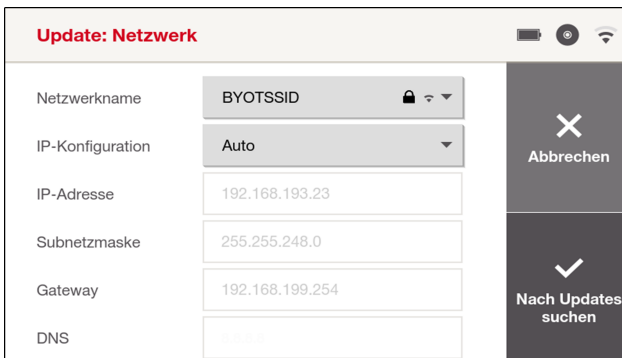 Update: Netzwerk
Netzwerkname BYOTSSID
IP-Konfiguration Auto
Abbrechen
IP-Adresse 192.168.193.23
Subnetzmaske 255.255.248.0
Gateway 192.168.199.254
Nach Updates
suchen
DNS